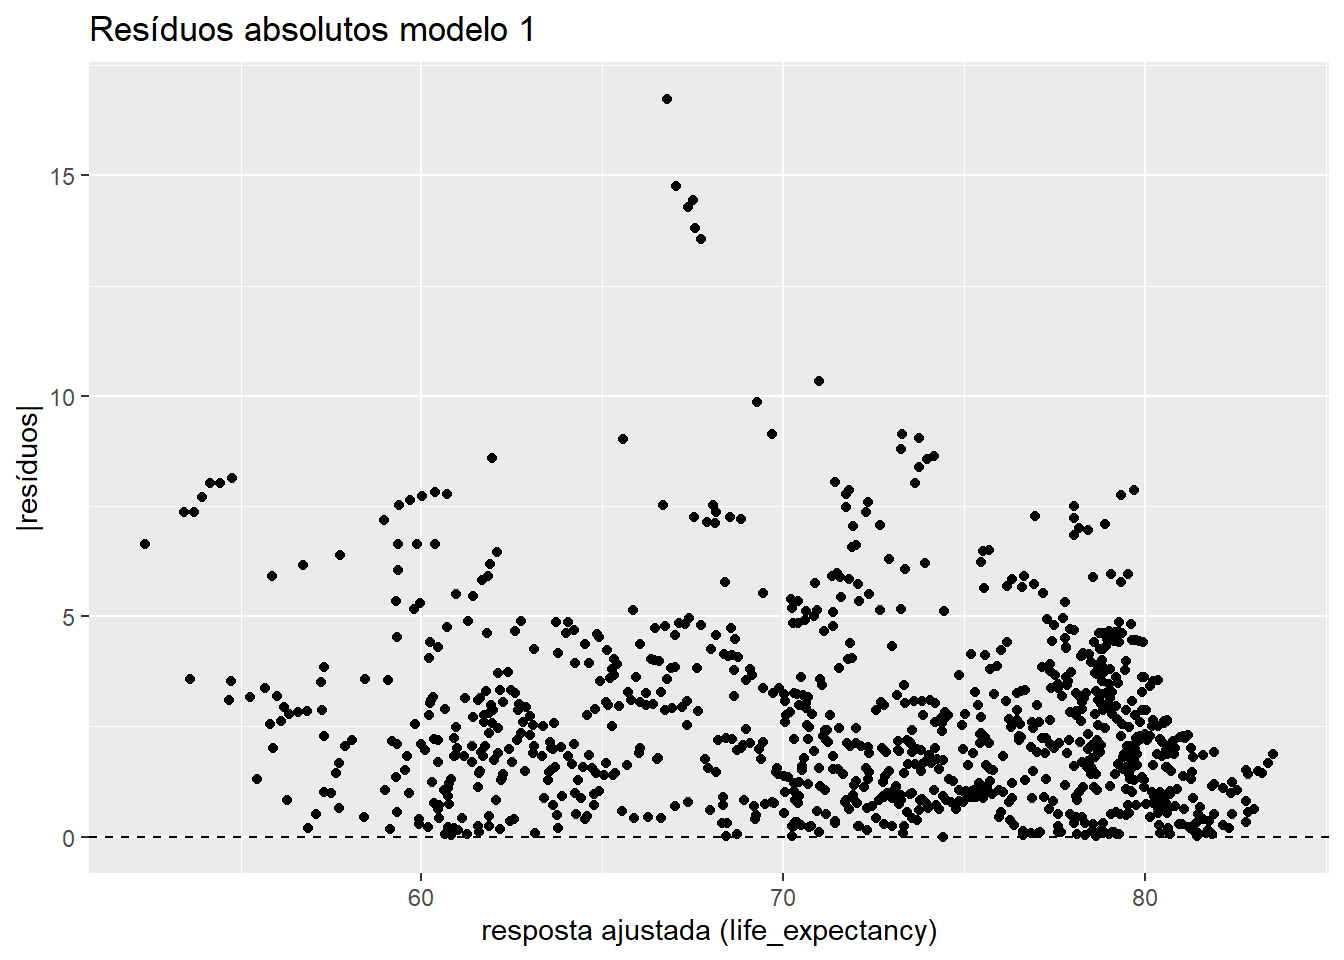 Resíduos absolutos modelo 1
|resíduos|
15
10
5
0
60 70 80
resposta ajustada (life_expectancy)